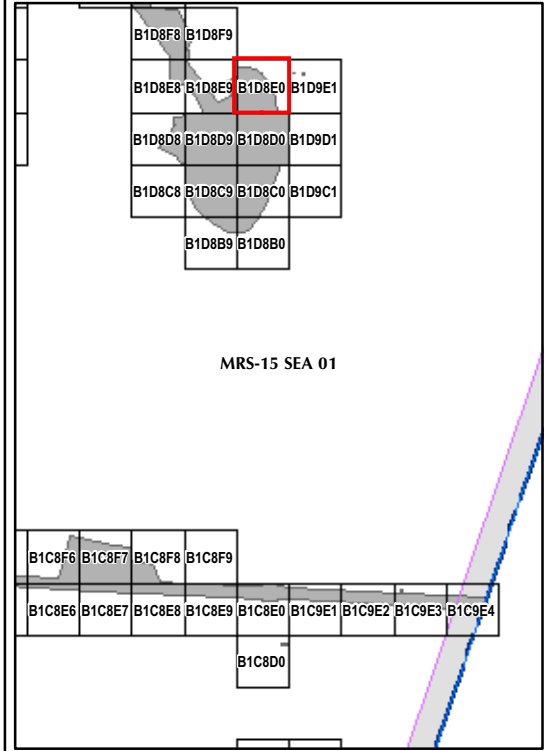 B1D8F8 B1D8F9
B1D8E8 B1D8E9 B1D8E0 B1D9E1
B1D8D8 B1D8D9 B1D8D0 B1D9D1
B1D8C8 B1D8C9 B1D8C0 B1D9C1
B1D8B9 B1D8B0
MRS-15 SEA 01
B1C8F6 B1C8F7 B1C8F8 B1C8F9
B1C8E6 B1C8E7 B1C8E8 B1C8E9 B1C8E0 B1C9E1 B1C9E2 B1C9E3 B1C9E4
B1C8D0